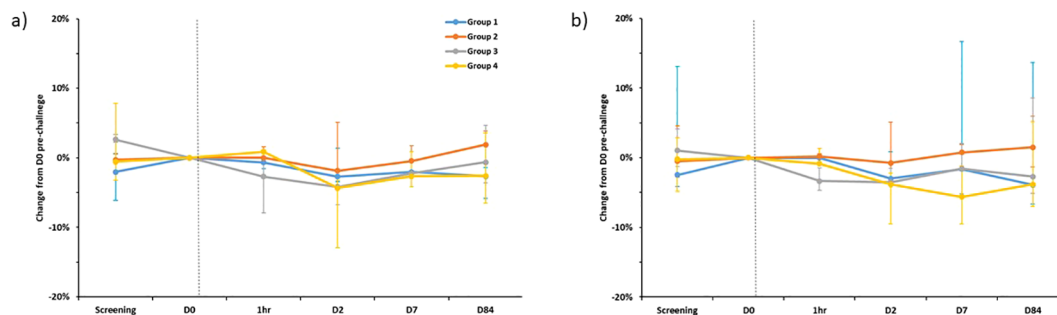 a)
Change from D0 pre-challnege
20%
10%
0%
-10%
-20%
Group 1
Group 2
Group 3
Group 4
Screening D0 1hr D2 D7 D84
b)
Change from D0 pre-challnege
20%
10%
0%
-10%
-20%
Screening D0 1hr D2 D7 D84